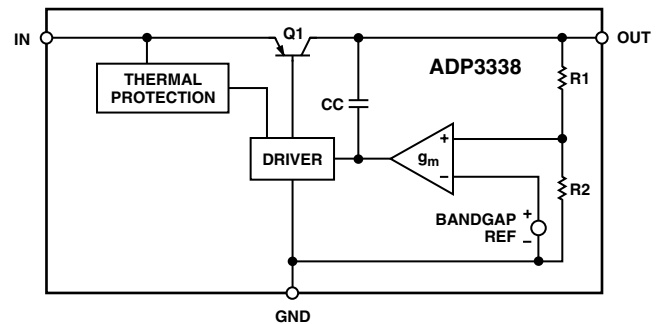 IN
Q1
OUT
THERMAL
PROTECTION
ADP3338
R1
CC
DRIVER
+
gm
–
R2
BANDGAP
REF
+
–
GND